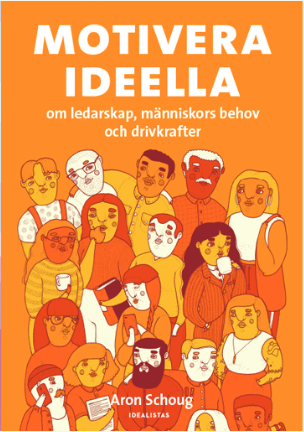 MOTIVERA
IDEELLA
om ledarskap, människors behov
och drivkrafter
Aron Schoug
IDEALISTAS